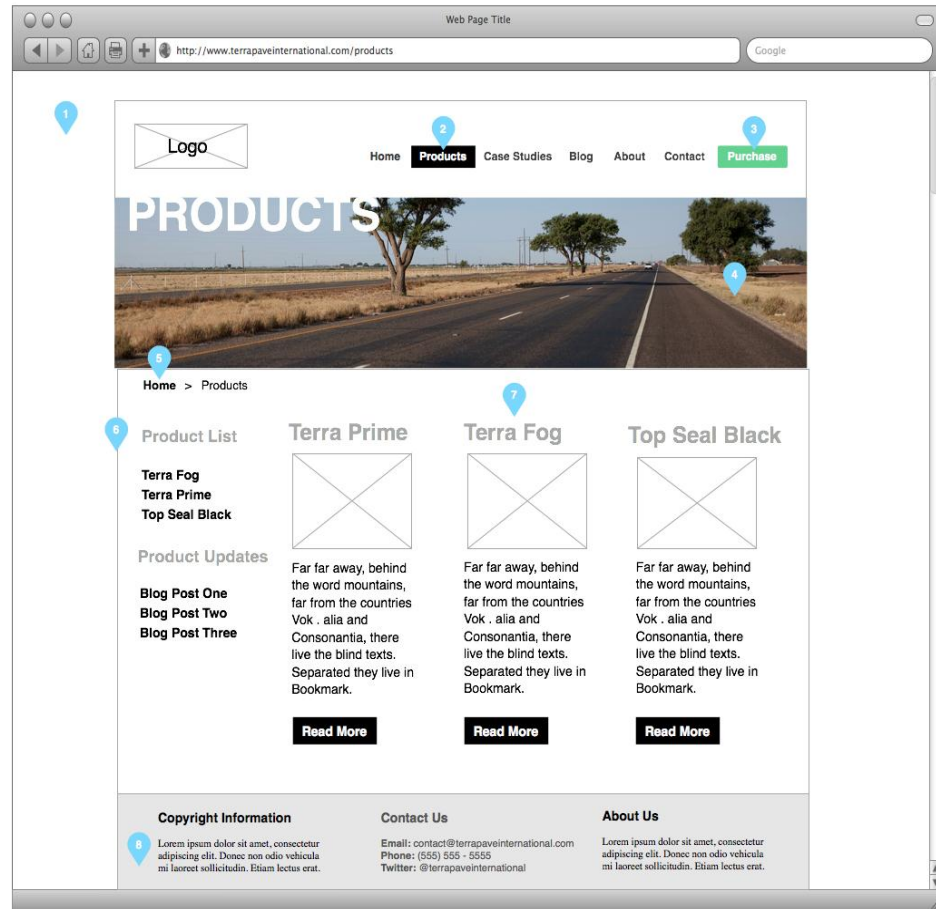 Web Page Title
http://www.terrapaveinternational.com/products
Google
1
2
3
Logo
Home Products Case Studies Blog About Contact Purchase
PRODUCTS
4
5
Home > Products
6
7
Product List
Terra Fog
Terra Prime
Top Seal Black
Product Updates
Blog Post One
Blog Post Two
Blog Post Three
Terra Prime
Far far away, behind
the word mountains,
far from the countries
Vok . alia and
Consonantia, there
live the blind texts.
Separated they live in
Bookmark.
Read More
Terra Fog
Far far away, behind
the word mountains,
far from the countries
Vok . alia and
Consonantia, there
live the blind texts.
Separated they live in
Bookmark.
Read More
Top Seal Black
Far far away, behind
the word mountains,
far from the countries
Vok . alia and
Consonantia, there
live the blind texts.
Separated they live in
Bookmark.
Read More
8
Copyright Information
Lorem ipsum dolor sit amet, consectetur
adipiscing elit. Donec non odio vehicula
mi laoreet sollicitudin. Etiam lectus erat.
Contact Us
Email: contact@terrapaveinternational.com
Phone: (555) 555 - 5555
Twitter: @terrapaveinternational
About Us
Lorem ipsum dolor sit amet, consectetur
adipiscing elit. Donec non odio vehicula
mi laoreet sollicitudin. Etiam lectus erat.